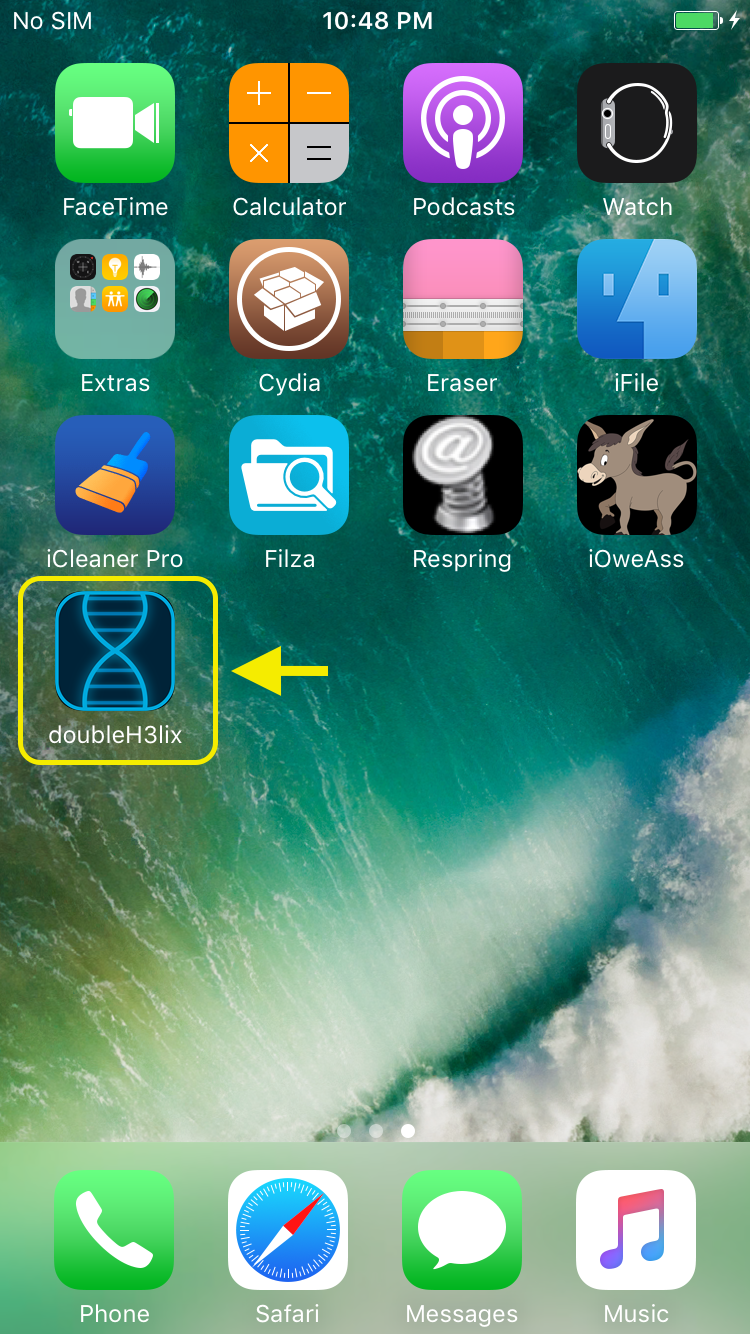 No SIM 10:48 PM
FaceTime Calculator Podcasts Watch
Extras Cydia Eraser iFile
iCleaner Pro Filza Respring iOweAss
doubleH3lix
Phone Safari Messages Music